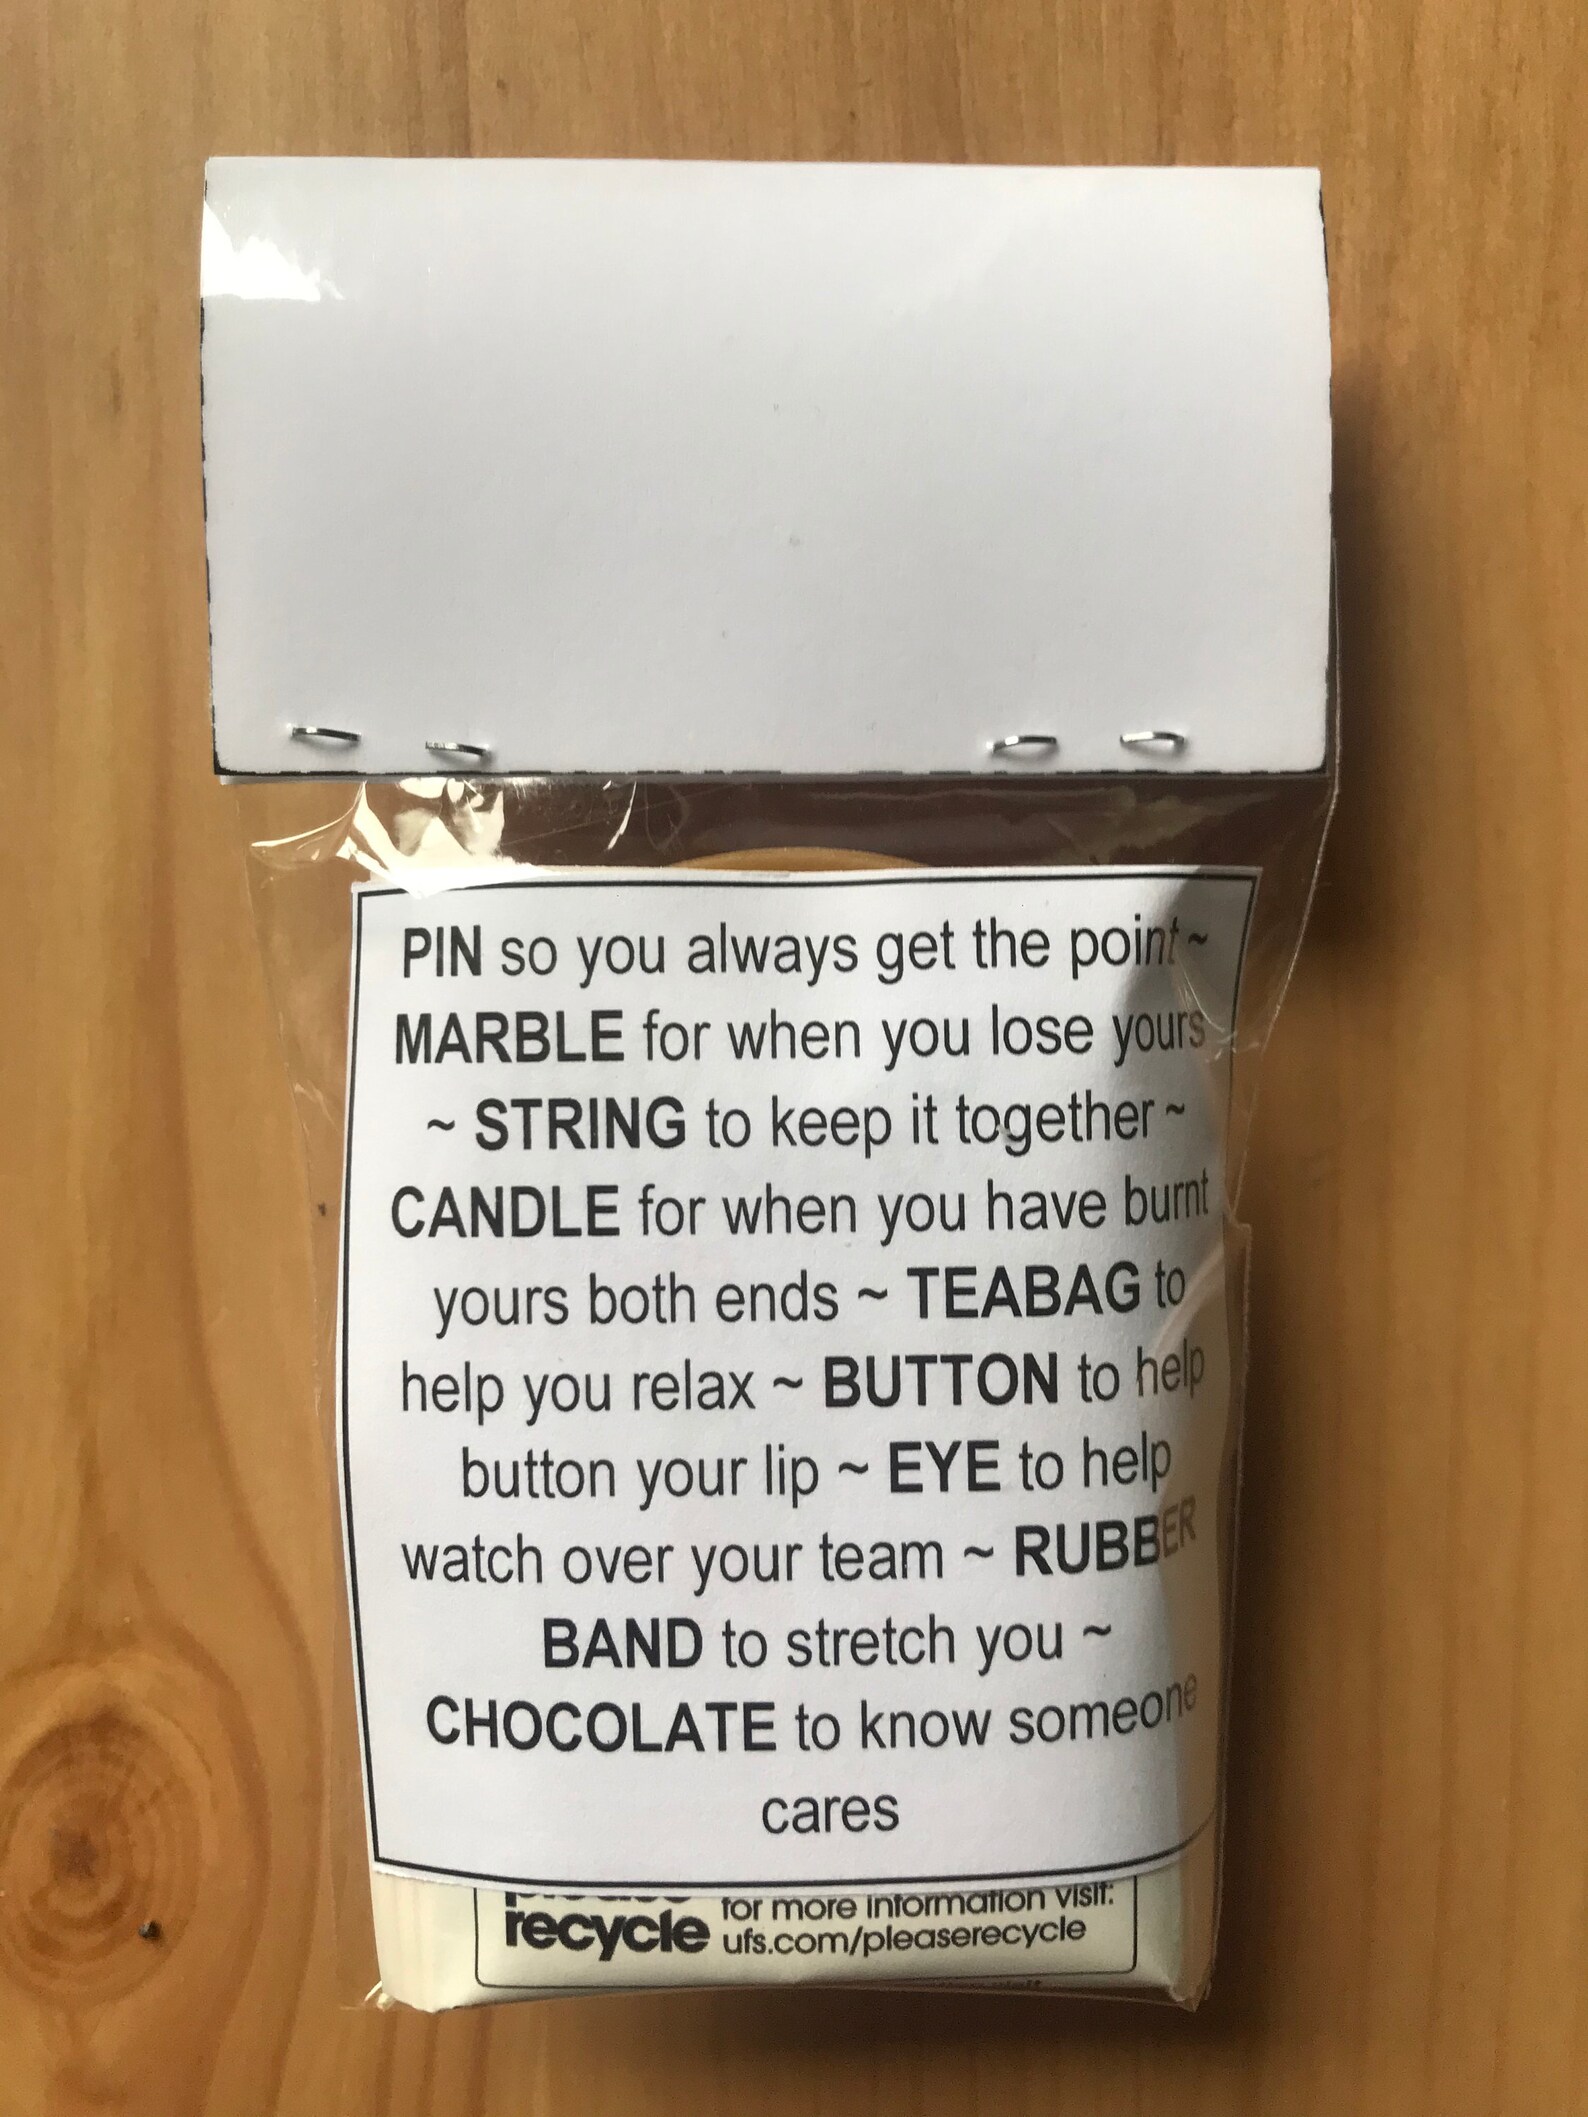 PIN so you always get the point ~
MARBLE for when you lose yours
~ STRING to keep it together ~
CANDLE for when you have burnt
yours both ends ~ TEABAG to
help you relax ~ BUTTON to help
button your lip ~ EYE to help
watch over your team ~ RUBBER
BAND to stretch you ~
CHOCOLATE to know someone
cares
please
recycle
for more information visit:
ufs.com/pleaserecycle